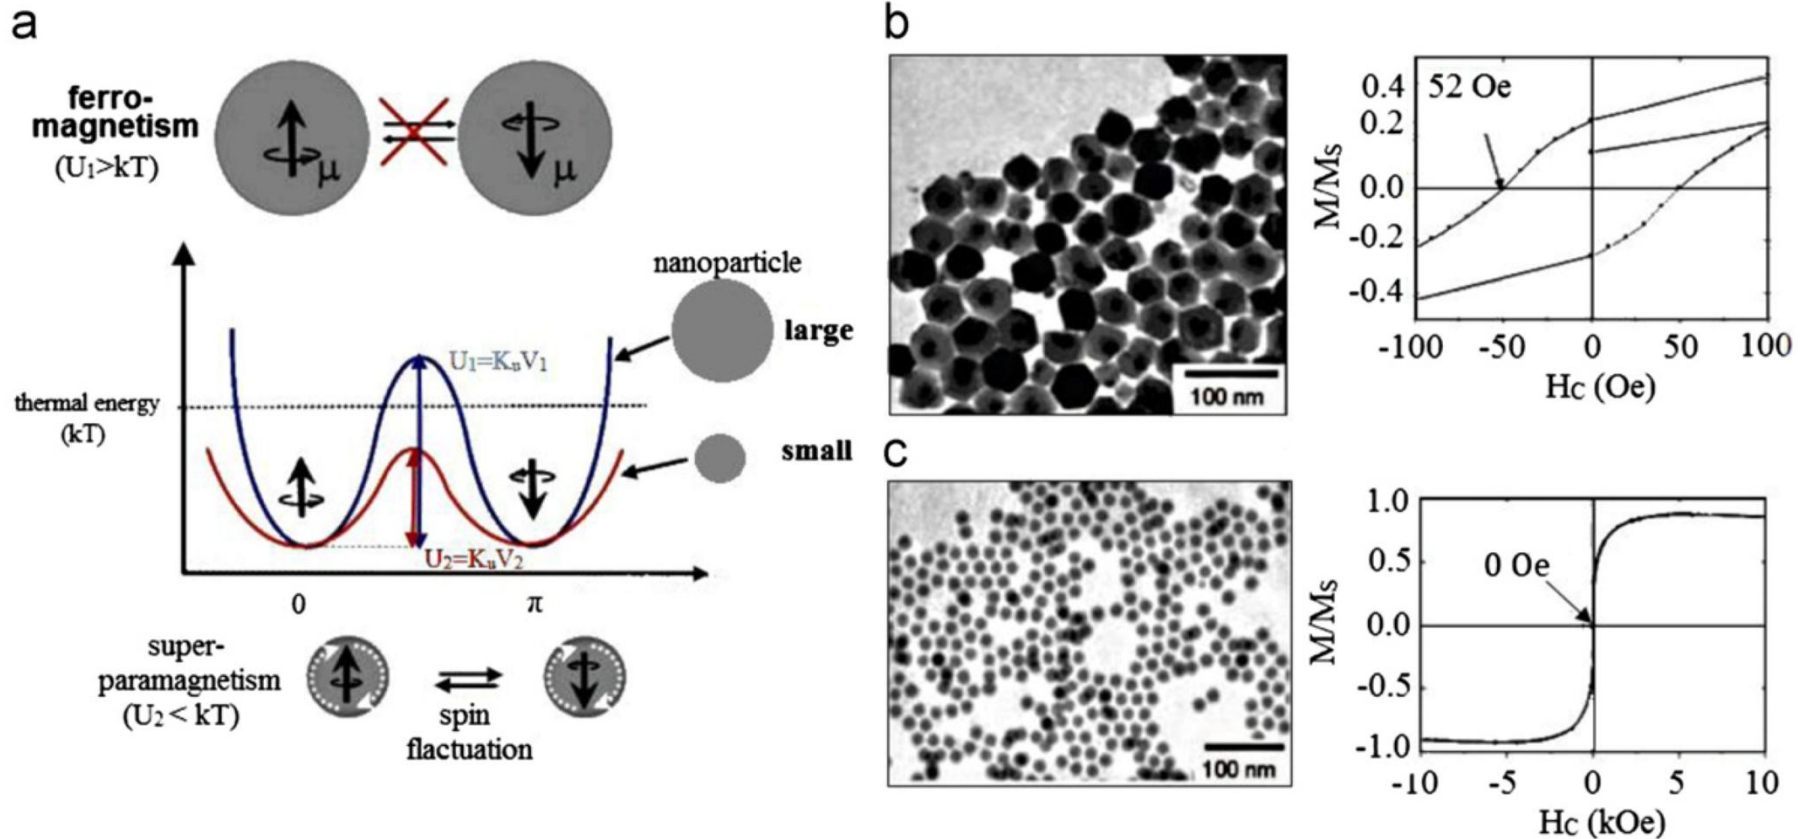 a
ferro-
magnetism
(U1>kT)
μ
μ
nanoparticle
large
U1=KuV1
thermal energy
(kT)
small
U2=KuV2
0
π
super-
paramagnetism
(U2 < kT)
spin
flactuation
b
100 nm
52 Oe
0.4
0.2
0.0
-0.2
-0.4
M/Ms
-100 -50 0 50 100
Hc (Oe)
c
100 nm
0 Oe
1.0
0.5
0.0
-0.5
-1.0
M/Ms
-10 -5 0 5 10
Hc (kOe)